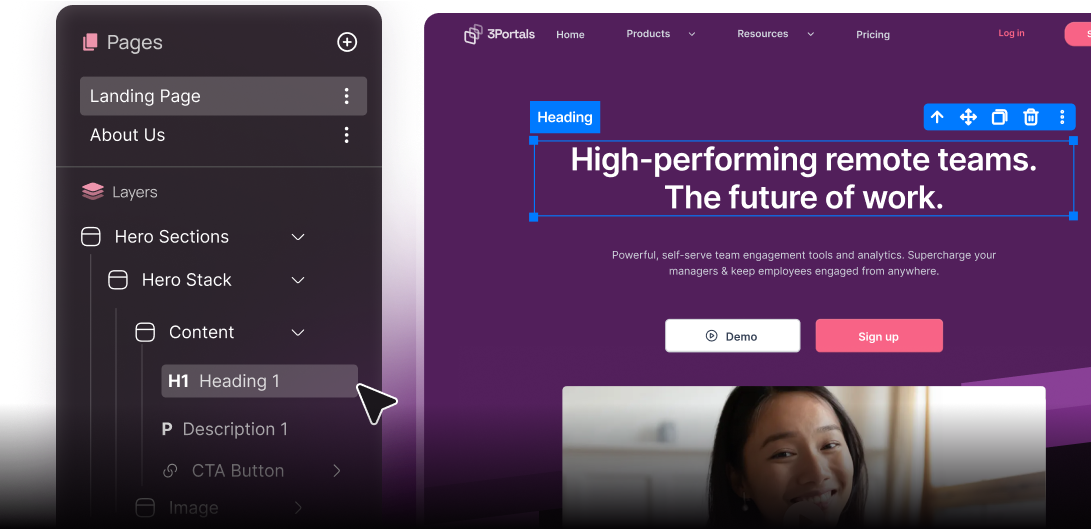 Pages
Landing Page
About Us
Layers
Hero Sections
Hero Stack
Content
H1 Heading 1
P Description 1
CTA Button
Image
3Portals Home Products Resources Pricing Log in
Heading
High-performing remote teams.
The future of work.
Powerful, self-serve team engagement tools and analytics. Supercharge your
managers & keep employees engaged from anywhere.
Demo Sign up